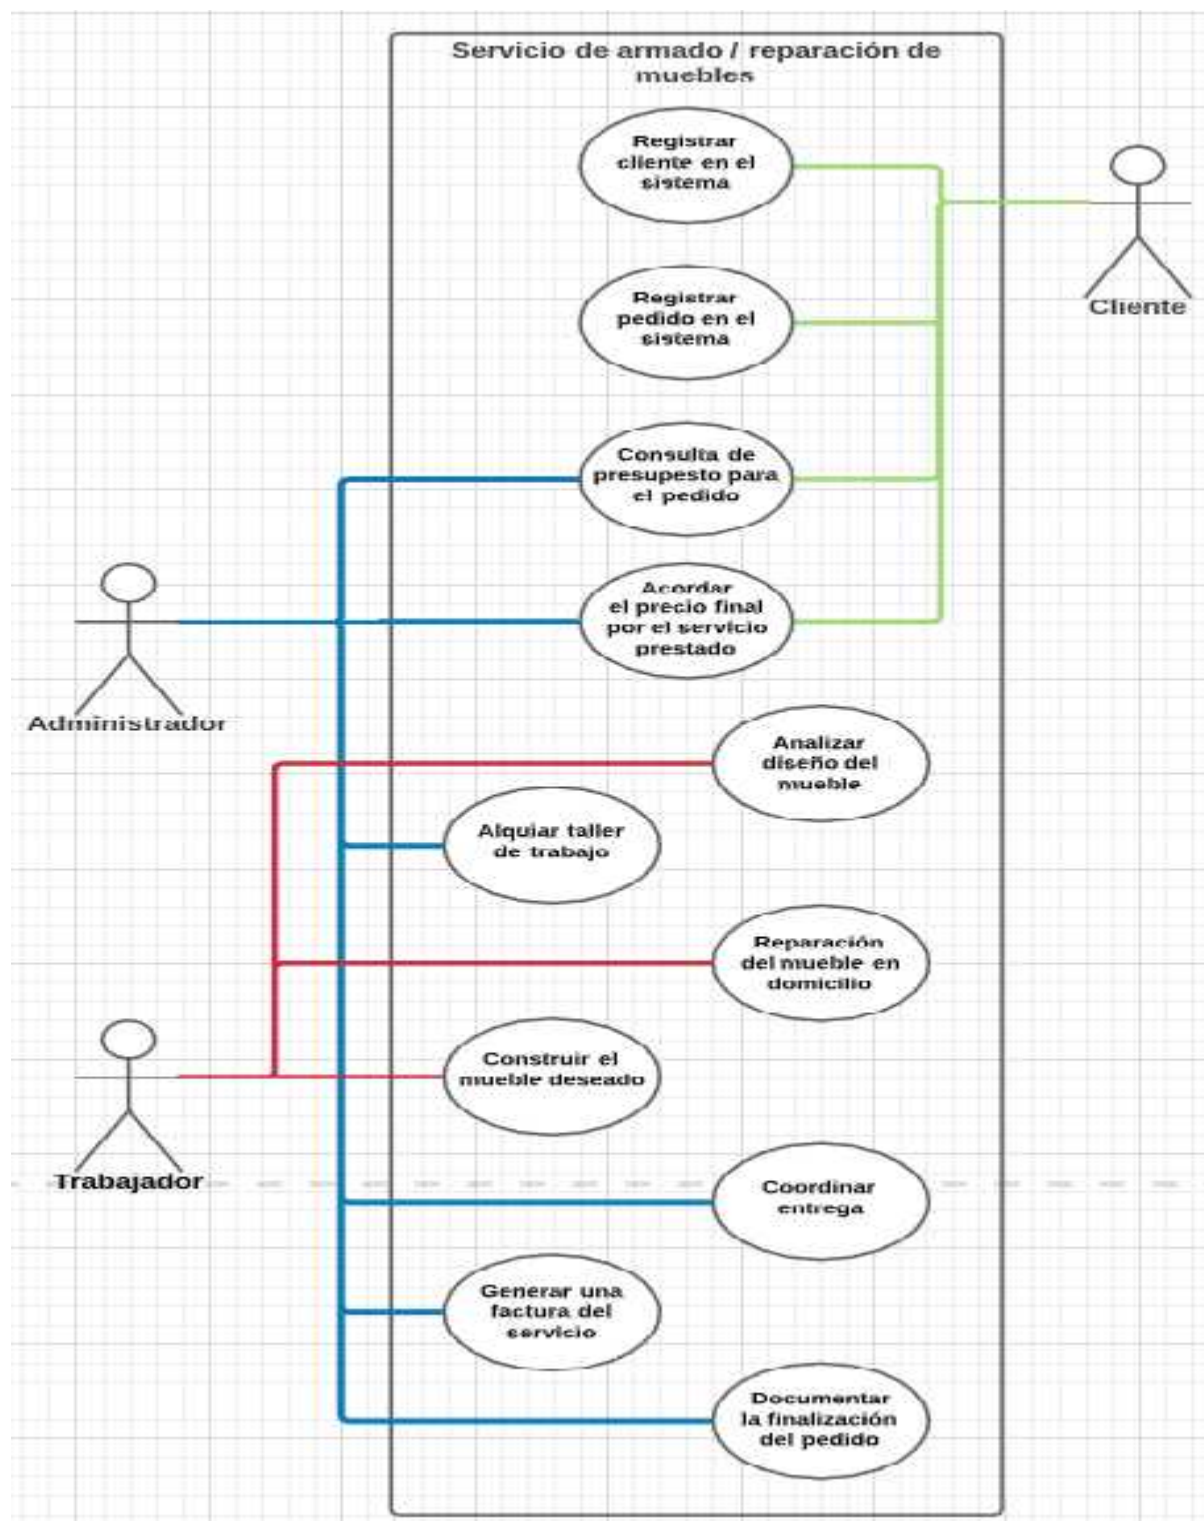 Servicio de armado / reparación de
muebles
Registrar
cliente en el
sistema
Cliente
Registrar
pedido en el
sistema
Consulta de
presupesto para
el pedido
Acordar
el precio final
por el servicio
prestado
Administrador
Analizar
diseño del
mueble
Alquiar taller
de trabajo
Reparación
del mueble en
domicilio
Construir el
mueble deseado
Trabajador
Coordinar
entrega
Generar una
factura del
servicio
Documentar
la finalización
del pedido